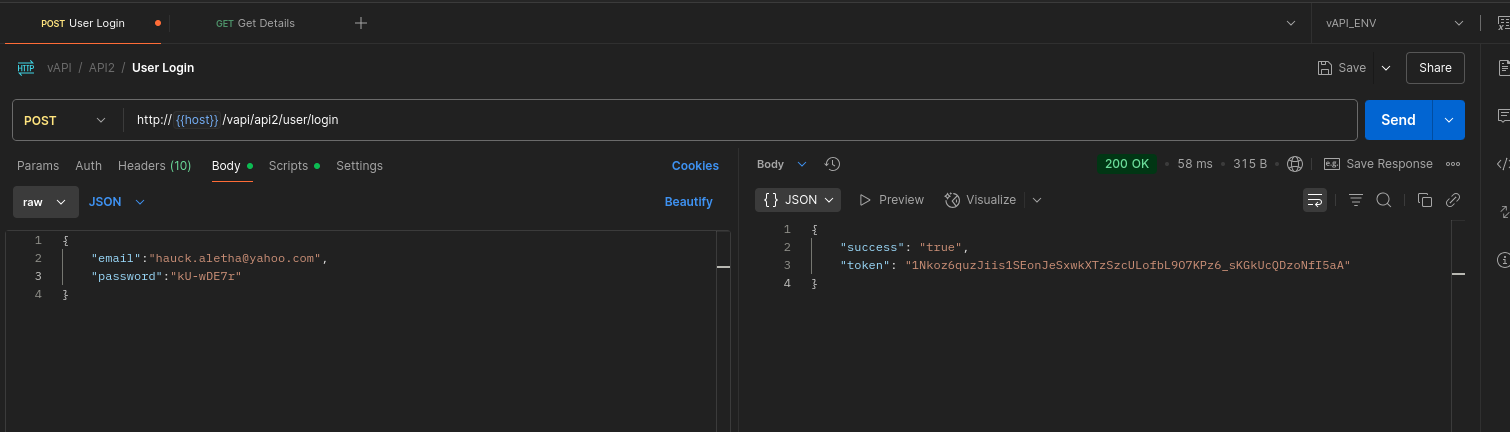 POST User Login
GET Get Details
vAPI_ENV
HTTP
vAPI / API2 / User Login
Save
Share
POST
http:// {{host}} /vapi/api2/user/login
Send
Params Auth Headers (10) Body Scripts Settings
Cookies
Body
200 OK 58 ms 315 B
e.g. Save Response
raw
JSON
Beautify
{} JSON
Preview
Visualize
1 {
2 "email":"hauck.aletha@yahoo.com",
3 "password":"kU-wDE7r"
4 }
1 {
2 "success": "true",
3 "token": "1Nkoz6quzJiis1SEonJeSxwkXTzSzcULofbL9O7KPz6_sKGkUcQDzoNfI5aA"
4 }